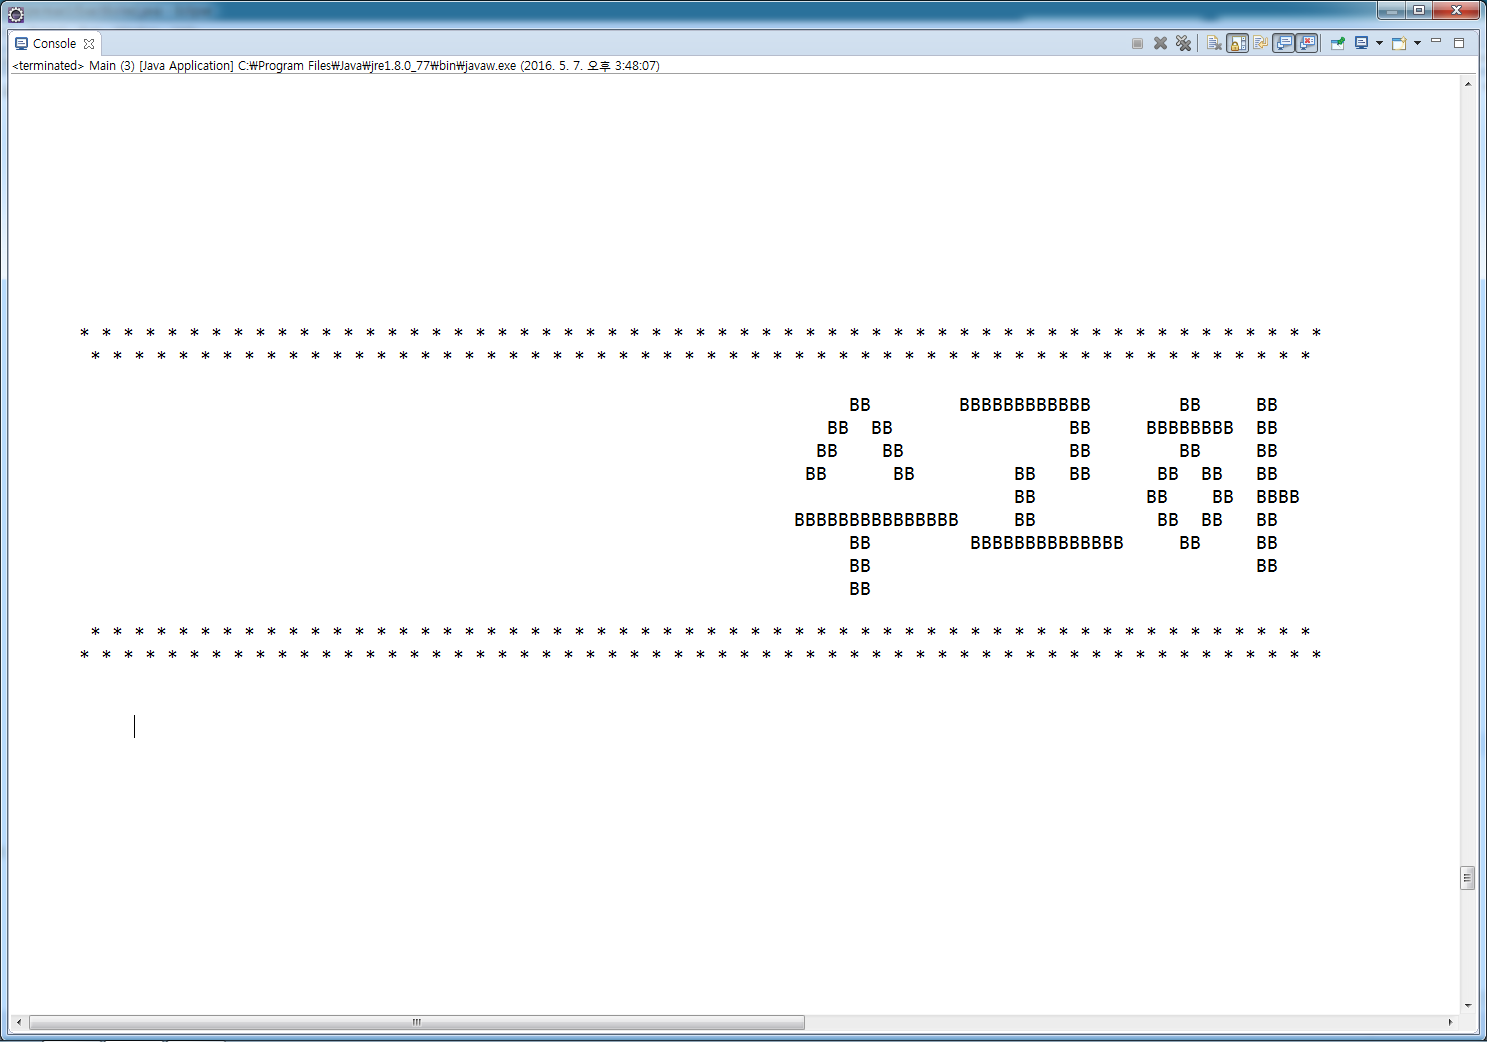 Console
<terminated> Main (3) [Java Application] C:₩Program Files₩Java₩jre1.8.0_77₩bin₩javaw.exe (2016. 5. 7. 오후 3:48:07)
* * * * * * * * * * * * * * * * * * * * * * * * * * * * * * * * * * * * * * * * * * * * * * * * * * * * * * * * *
 * * * * * * * * * * * * * * * * * * * * * * * * * * * * * * * * * * * * * * * * * * * * * * * * * * * * * * * *
     BB        BBBBBBBBBBBB        BB     BB
   BB  BB                BB     BBBBBBBB  BB
  BB    BB               BB        BB     BB
 BB      BB         BB   BB      BB  BB   BB
                    BB          BB    BB  BBBB
BBBBBBBBBBBBBBB     BB           BB  BB   BB
     BB         BBBBBBBBBBBBBB     BB     BB
     BB                                   BB
     BB
 * * * * * * * * * * * * * * * * * * * * * * * * * * * * * * * * * * * * * * * * * * * * * * * * * * * * * * * *
* * * * * * * * * * * * * * * * * * * * * * * * * * * * * * * * * * * * * * * * * * * * * * * * * * * * * * * * *